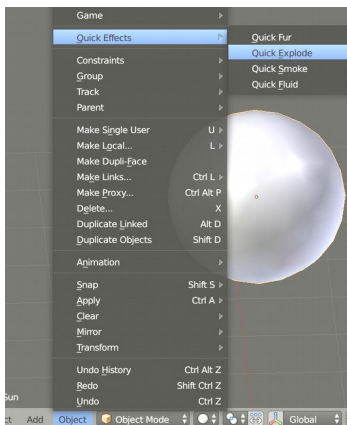 Game
Quick Effects
Quick Fur
Quick Explode
Quick Smoke
Quick Fluid
Constraints
Group
Track
Parent
Make Single User U
Make Local... L
Make Dupli-Face
Make Links... Ctrl L
Make Proxy... Ctrl Alt P
Delete... X
Duplicate Linked Alt D
Duplicate Objects Shift D
Animation
Snap Shift S
Apply Ctrl A
Clear
Mirror
Transform
Undo History Ctrl Alt Z
Redo Shift Ctrl Z
Undo Ctrl Z
Sun
ct Add Object Object Mode Global